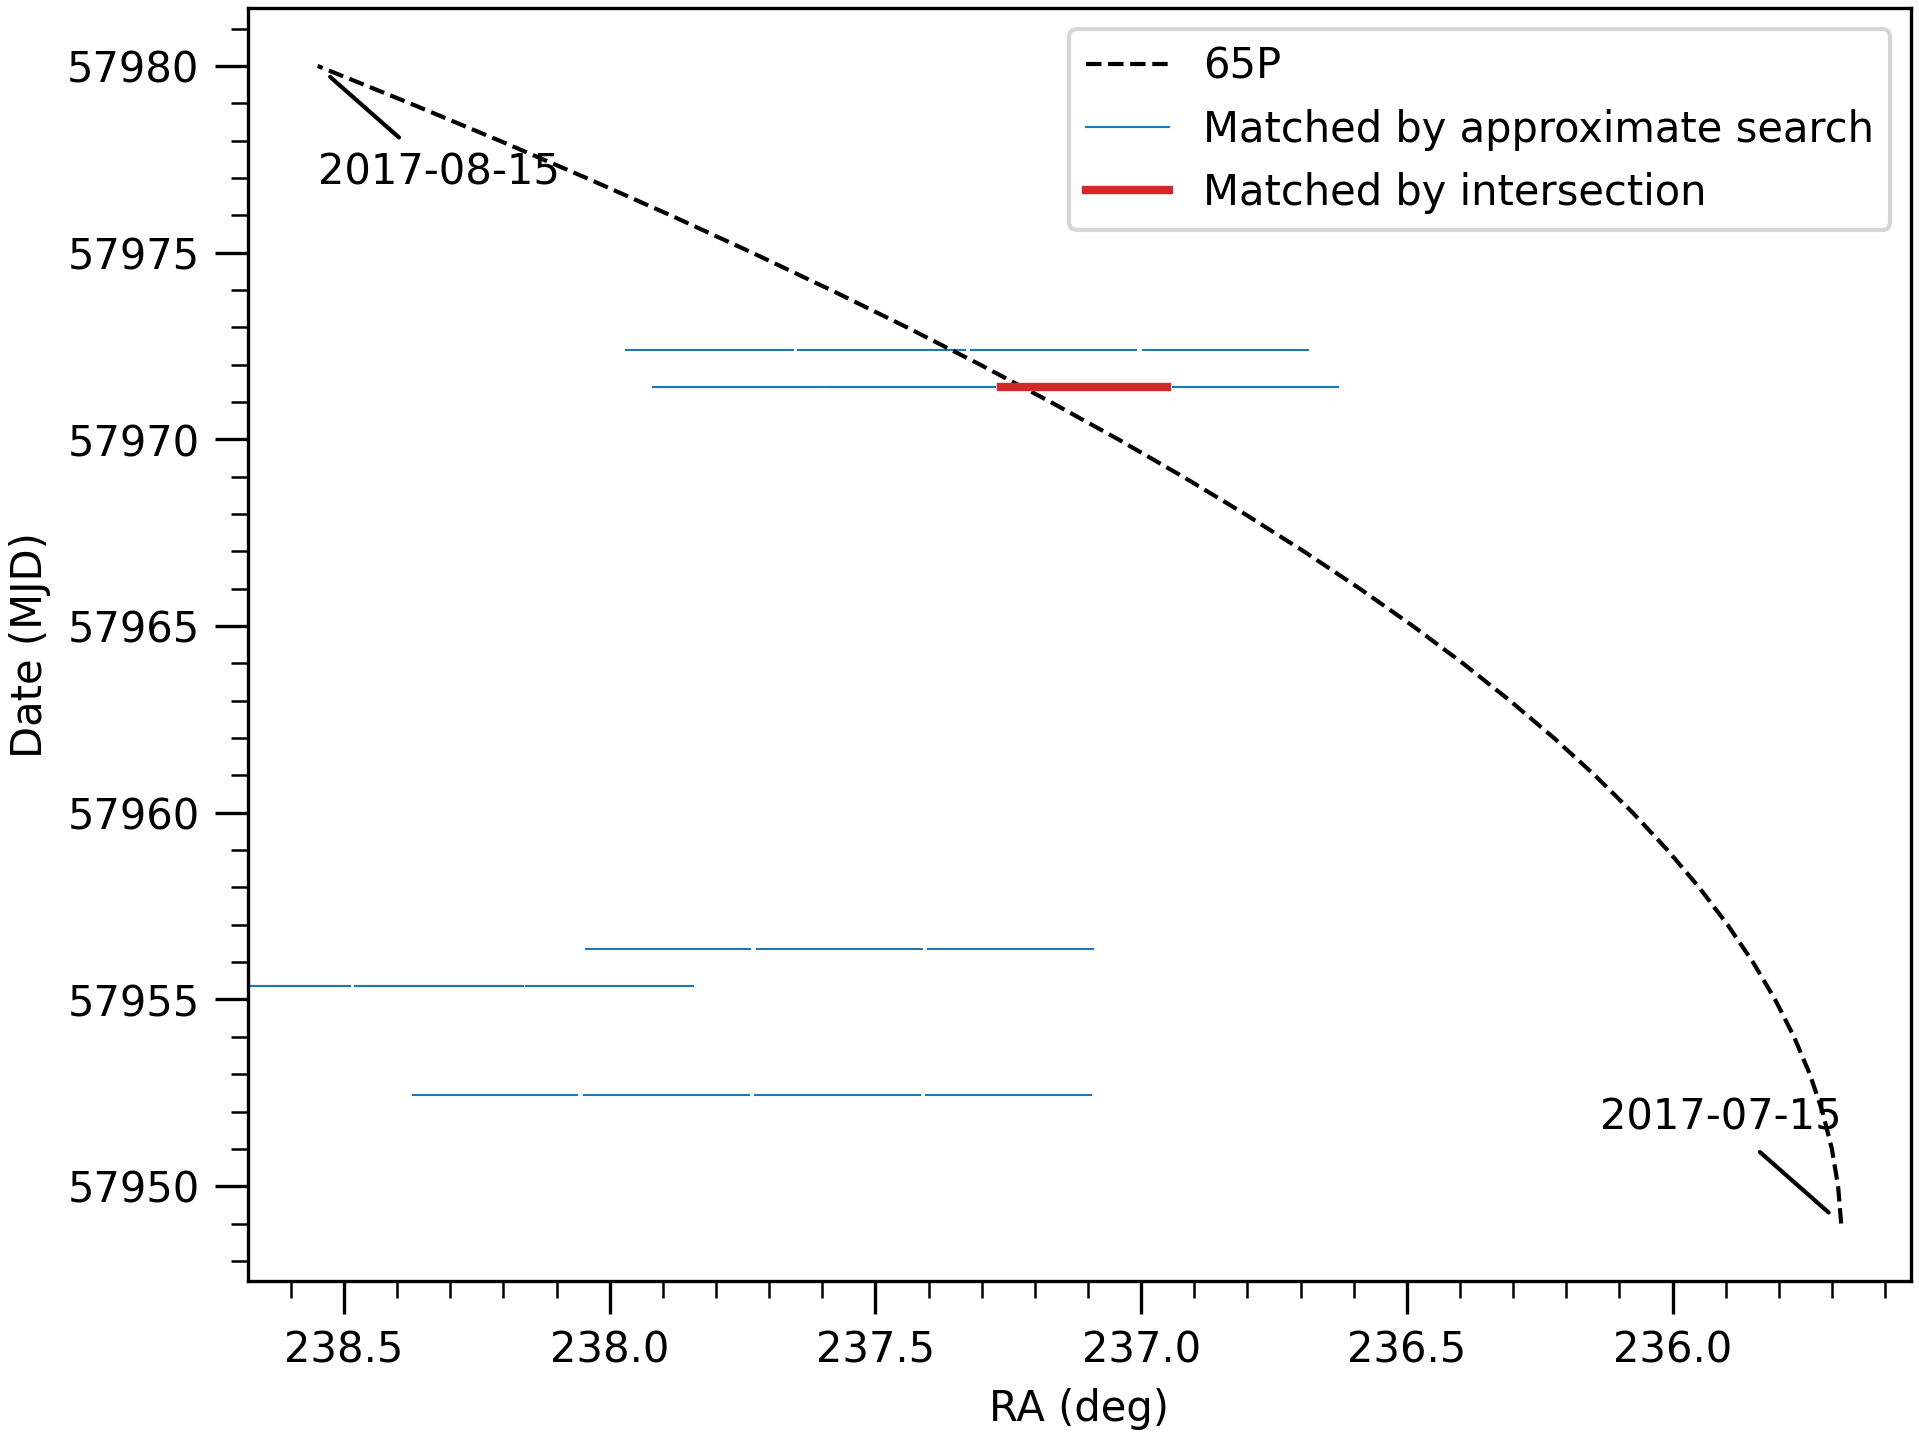 57980
57975
57970
57965
57960
57955
57950
Date (MJD)
65P
Matched by approximate search
Matched by intersection
2017-08-15
2017-07-15
238.5 238.0 237.5 237.0 236.5 236.0
RA (deg)